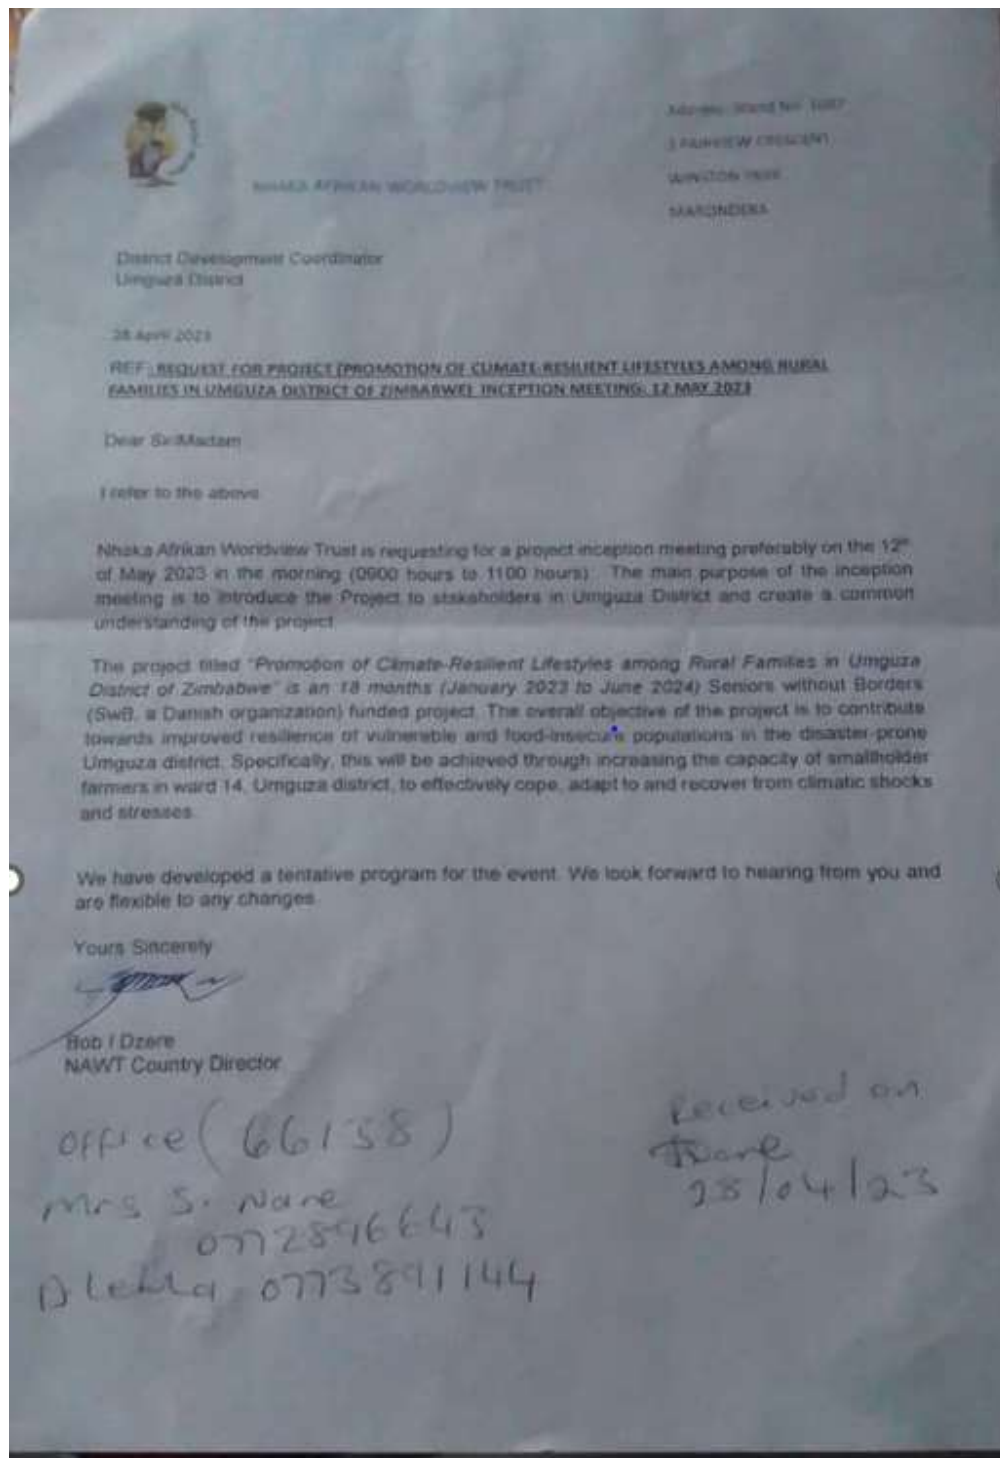 Address: Stand No:
3 FAIRVIEW CRESCENT
WINSTON PARK
MARONDERA
NHAKA AFRIKAN WORLDVIEW TRUST
District Development Coordinator
Umguza District
28 April 2023
REF: REQUEST FOR PROJECT (PROMOTION OF CLIMATE-RESILIENT LIFESTYLES AMONG RURAL
FAMILIES IN UMGUZA DISTRICT OF ZIMBABWE), INCEPTION MEETING: 12 MAY 2023
Dear Sir/Madam
I refer to the above.
Nhaka Afrikan Worldview Trust is requesting for a project inception meeting preferably on the 12th
of May 2023 in the morning (0900 hours to 1100 hours). The main purpose of the inception
meeting is to introduce the Project to stakeholders in Umguza District and create a common
understanding of the project.
The project titled "Promotion of Climate-Resilient Lifestyles among Rural Families in Umguza
District of Zimbabwe" is an 18 months (January 2023 to June 2024) Seniors without Borders
(SwB, a Danish organization) funded project. The overall objective of the project is to contribute
towards improved resilience of vulnerable and food-insecure populations in the disaster-prone
Umguza district. Specifically, this will be achieved through increasing the capacity of smallholder
farmers in ward 14, Umguza district, to effectively cope, adapt to and recover from climatic shocks
and stresses.
We have developed a tentative program for the event. We look forward to hearing from you and
are flexible to any changes.
Yours Sincerely
Bob I Dzere
NAWT Country Director
Received on
28/04/23
Office (66138)
Mrs S. Nare
0772896643
0773891144